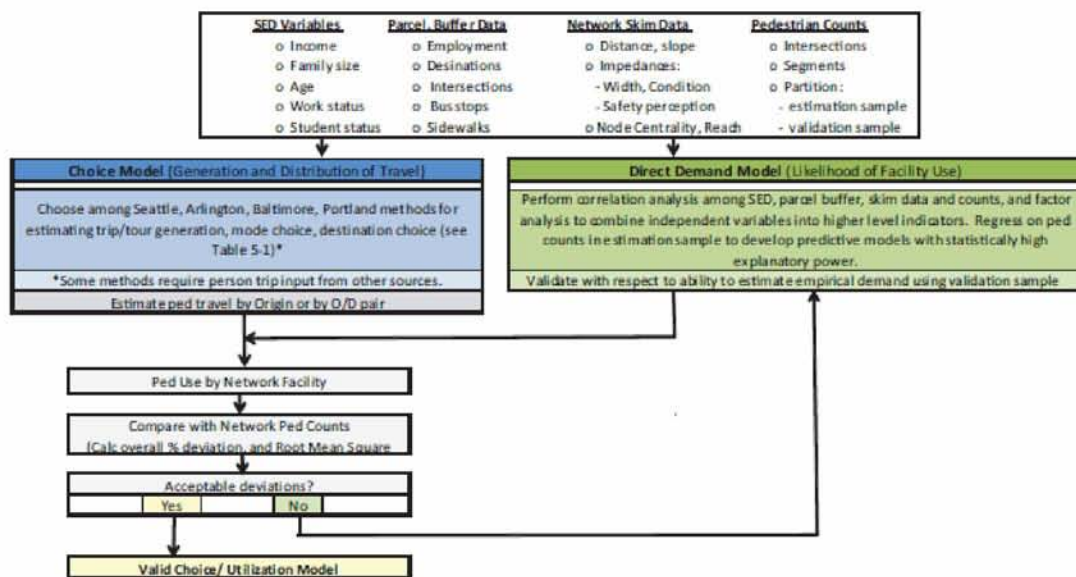 SED Variables
o Income
o Family size
o Age
o Work status
o Student status
Parcel, Buffer Data
o Employment
o Desinations
o Intersections
o Bus stops
o Sidewalks
Network Skim Data
o Distance, slope
o Impedances:
- Width, Condition
- Safety perception
o Node Centrality, Reach
Pedestrian Counts
o Intersections
o Segments
o Partition:
- estimation sample
- validation sample
Choice Model (Generation and Distribution of Travel)
Choose among Seattle, Arlington, Baltimore, Portland methods for
estimating trip/tour generation, mode choice, destination choice (see
Table 5-1)*
*Some methods require person trip input from other sources.
Estimate ped travel by Origin or by O/D pair
Direct Demand Model (Likelihood of Facility Use)
Perform correlation analysis among SED, parcel buffer, skim data and counts, and factor
analysis to combine independent variables into higher level indicators. Regress on ped
counts in estimation sample to develop predictive models with statistically high
explanatory power.
Validate with respect to ability to estimate empirical demand using validation sample
Ped Use by Network Facility
Compare with Network Ped Counts
(Calc overall % deviation, and Root Mean Square
Acceptable deviations?
Yes
No
Valid Choice/ Utilization Model